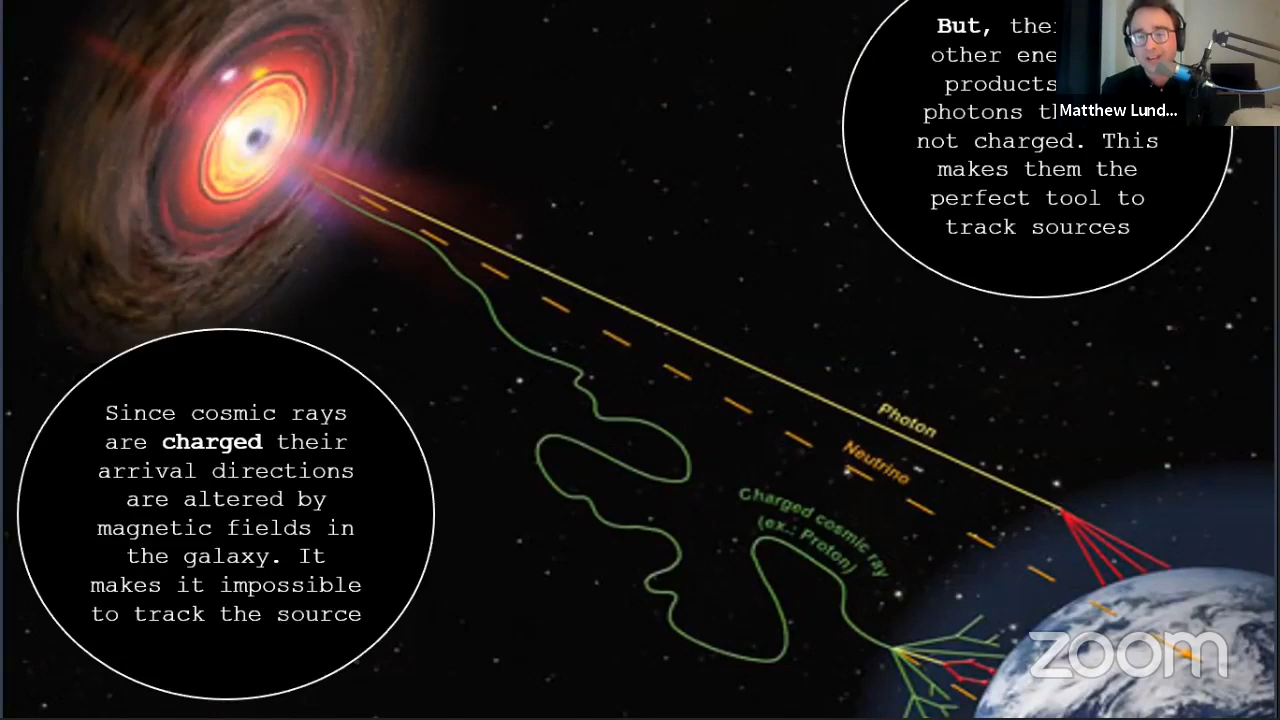 But,
other
products
photons
not charged. This
makes them the
perfect tool to
track sources
Matthew Lund...
Since cosmic rays
are charged their
arrival directions
are altered by
magnetic fields in
the galaxy. It
makes it impossible
to track the source
Photon
Neutrino
Charged cosmic ray
(ex.: Proton)
zoom